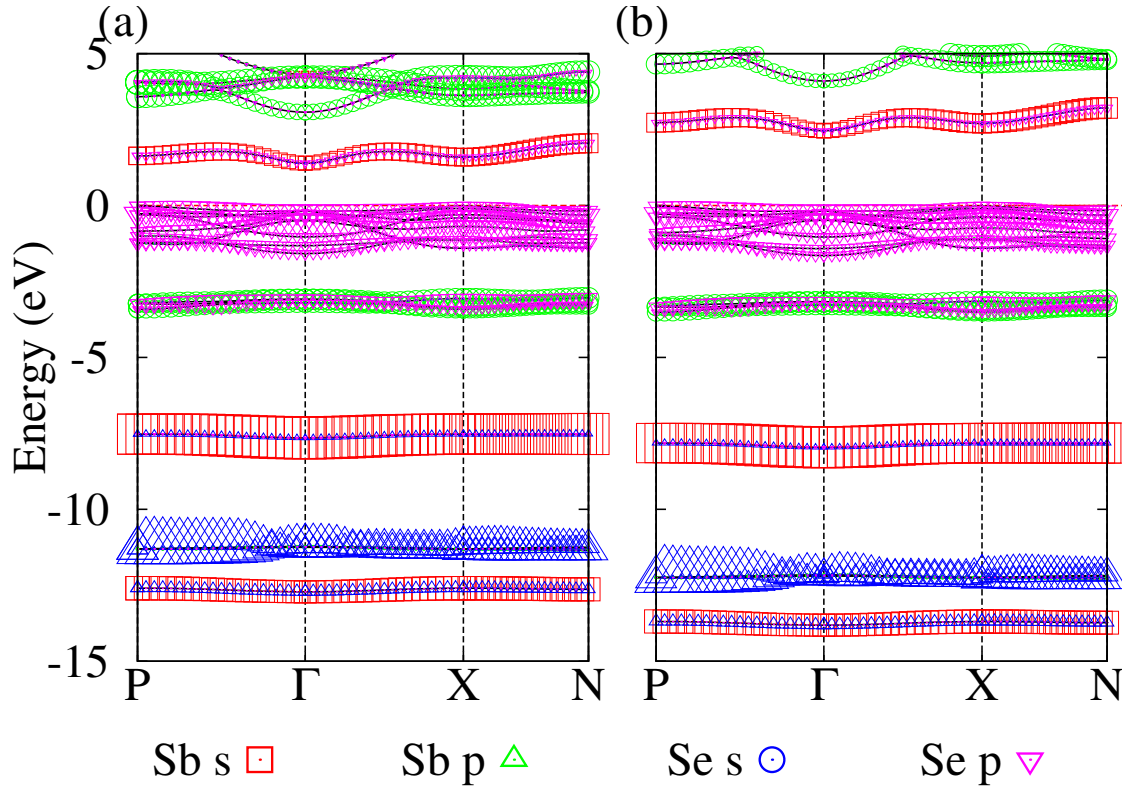 (a) (b)
5
0
-5
-10
-15
Energy (eV)
P Γ X N P Γ X N
Sb s Sb p Se s Se p